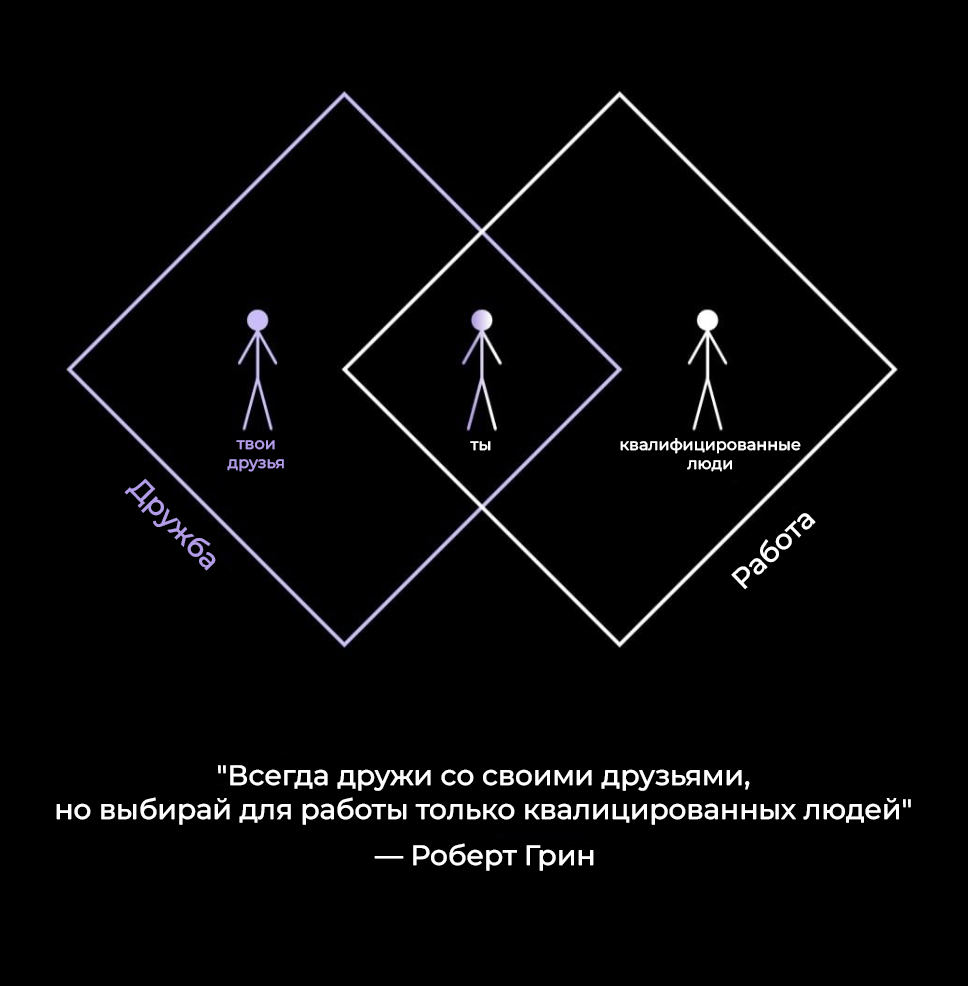 твои
друзья
ты
квалифицированные
люди
Дружба
Работа
"Всегда дружи со своими друзьями,
но выбирай для работы только квалицированных людей"
— Роберт Грин